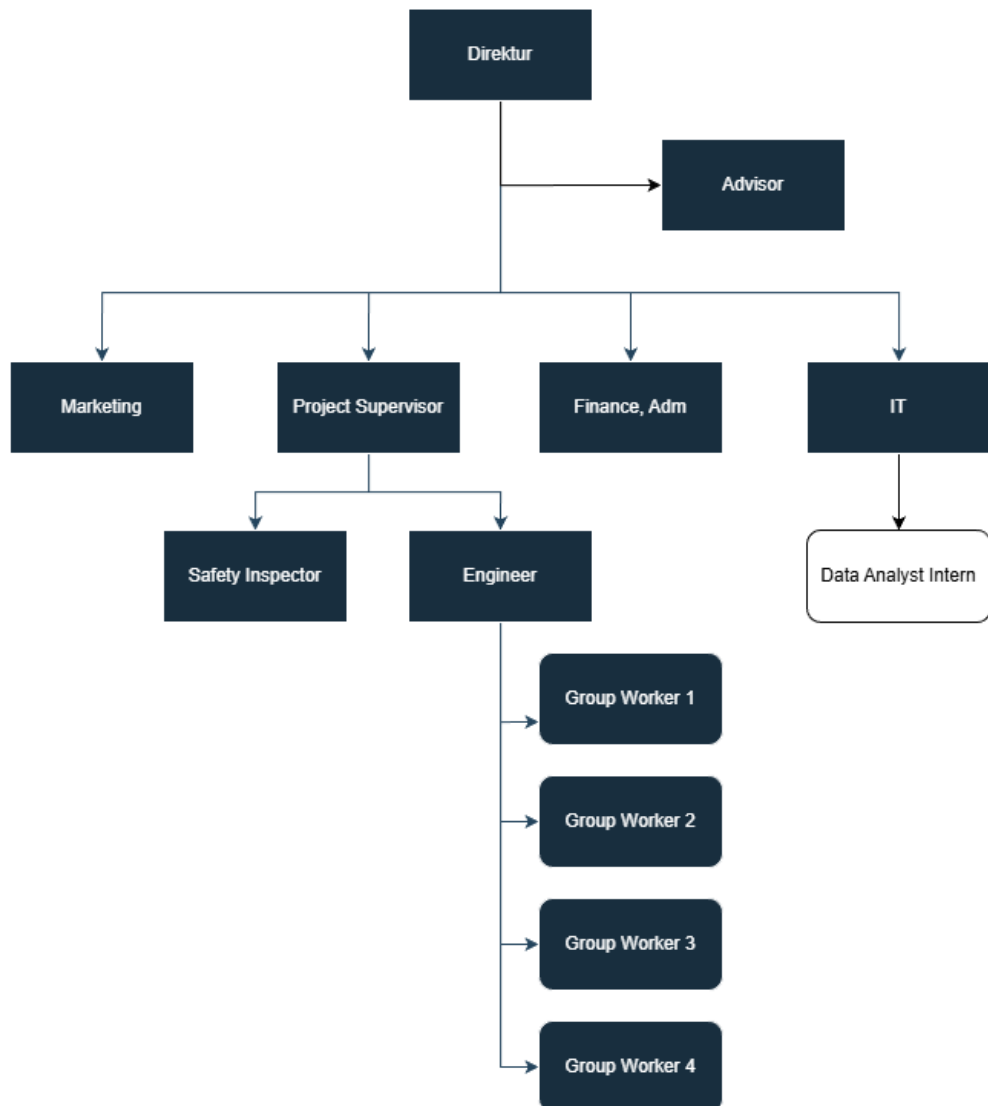 Direktur
Advisor
Marketing
Project Supervisor
Finance, Adm
IT
Safety Inspector
Engineer
Data Analyst Intern
Group Worker 1
Group Worker 2
Group Worker 3
Group Worker 4